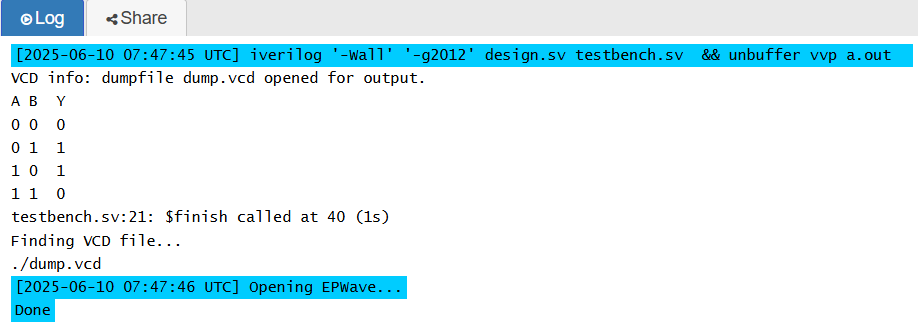 Log Share
[2025-06-10 07:47:45 UTC] iverilog '-Wall' '-g2012' design.sv testbench.sv  && unbuffer vvp a.out
VCD info: dumpfile dump.vcd opened for output.
A B  Y
0 0  0
0 1  1
1 0  1
1 1  0
testbench.sv:21: $finish called at 40 (1s)
Finding VCD file...
./dump.vcd
[2025-06-10 07:47:46 UTC] Opening EPWave...
Done